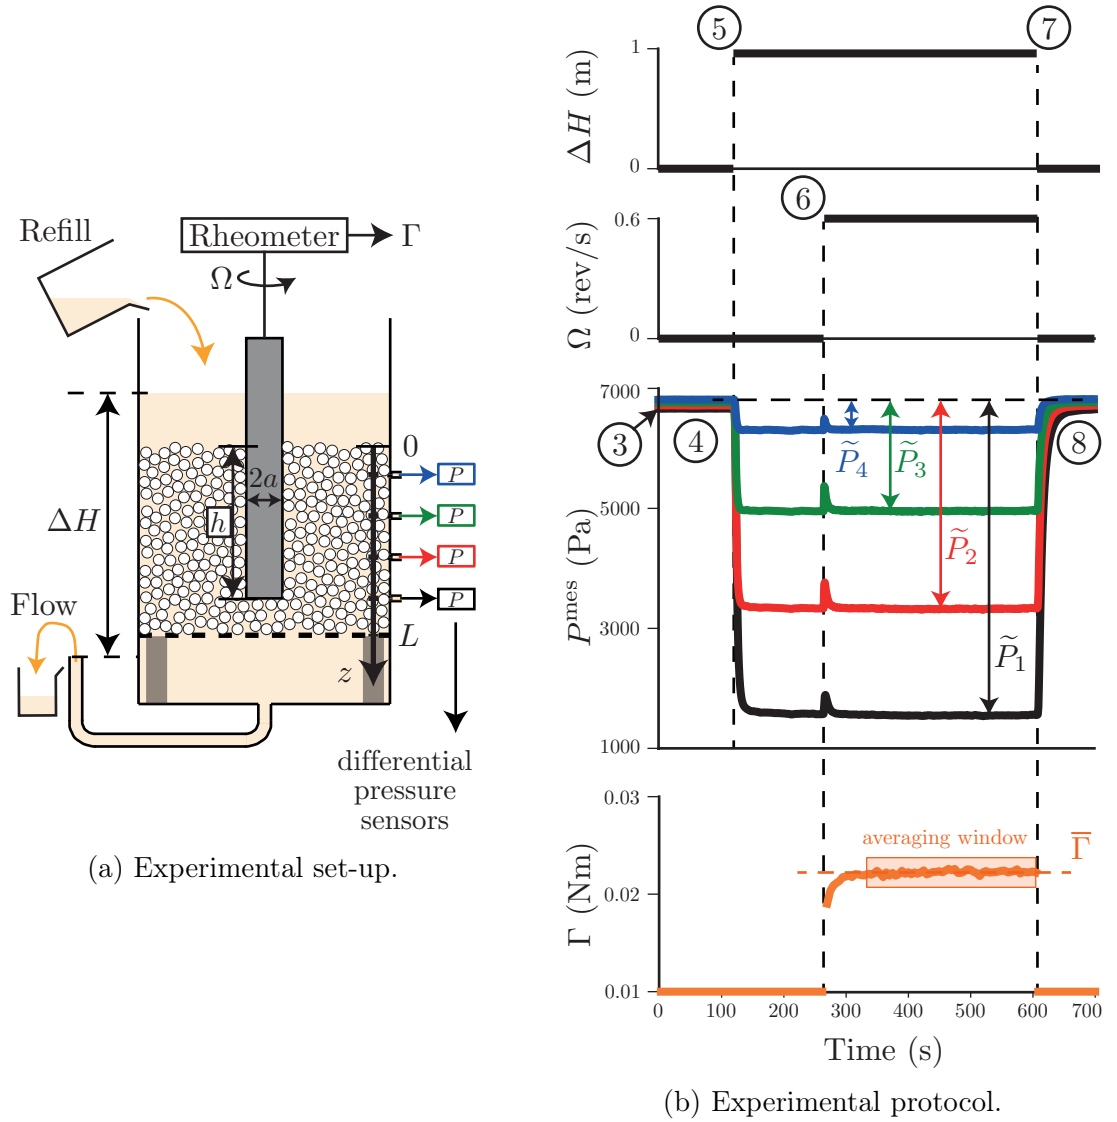 Refill
Rheometer
Γ
Ω
0
2a
P
P
h
ΔH
P
P
Flow
L
z
differential
pressure
sensors
(a) Experimental set-up.
5
7
1
ΔH (m)
0
6
0.6
Ω (rev/s)
0
7000
3
4
8
P̃₄
P̃₃
5000
P̃₂
Pᵐᵉˢ (Pa)
3000
P̃₁
1000
0.03
averaging window
Γ̅
Γ (Nm)
0.02
0.01
0 100 200 300 400 500 600 700
Time (s)
(b) Experimental protocol.